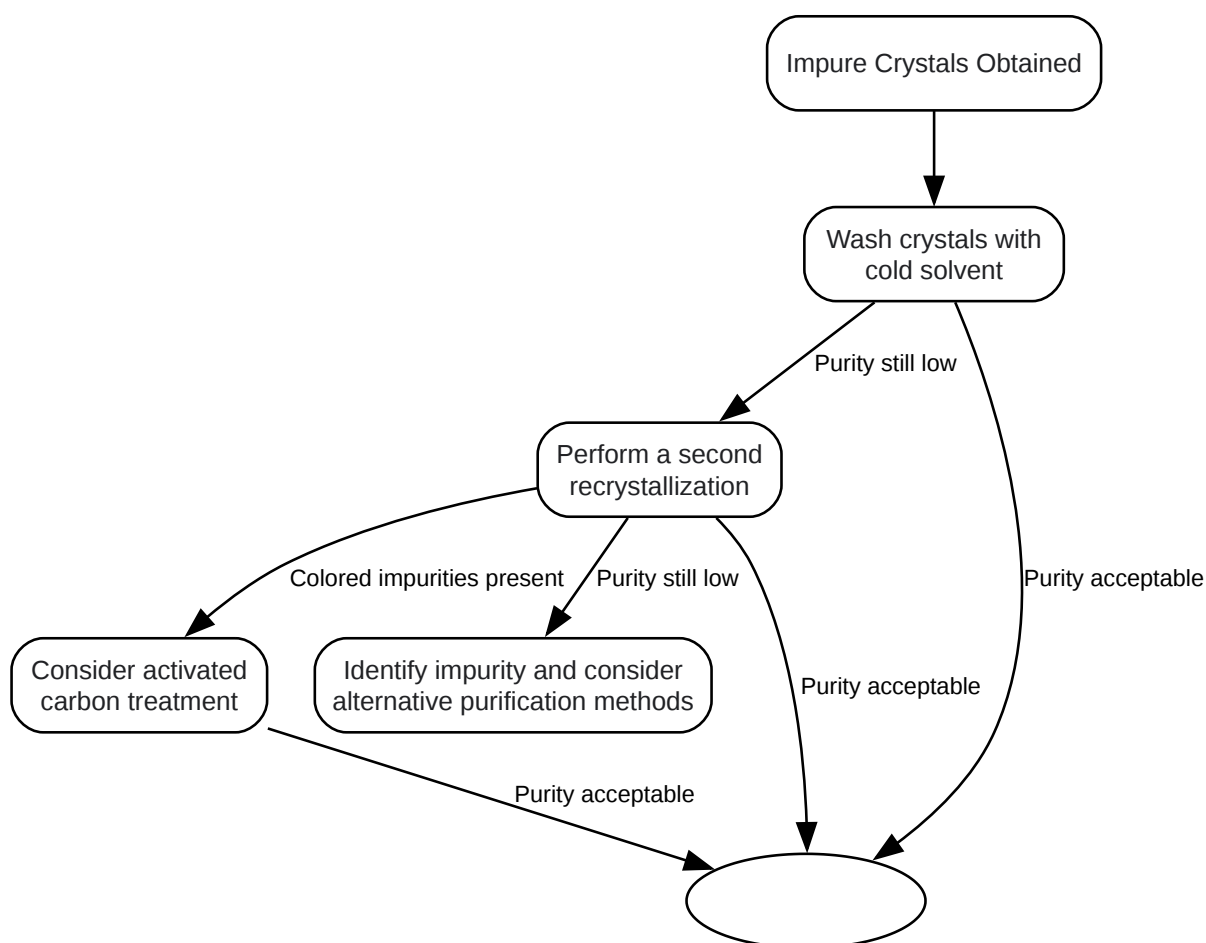 Impure Crystals Obtained
Wash crystals with
cold solvent
Purity still low
Perform a second
recrystallization
Colored impurities present
Purity still low
Purity acceptable
Consider activated
carbon treatment
Identify impurity and consider
alternative purification methods
Purity acceptable
Purity acceptable